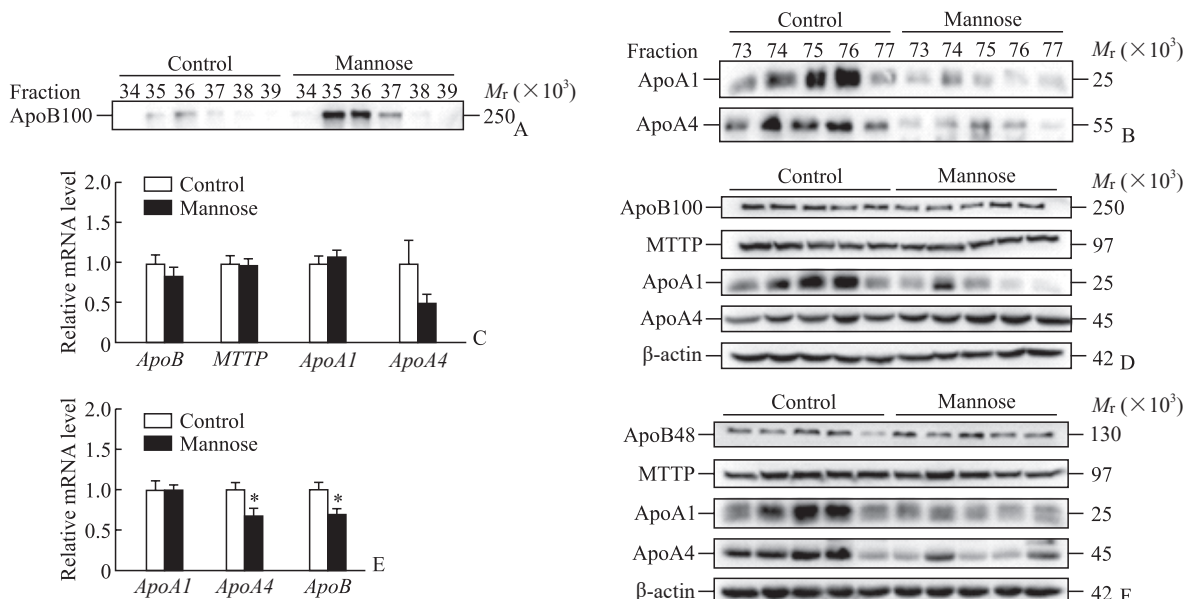 Control Mannose
Fraction 34 35 36 37 38 39 34 35 36 37 38 39 Mr (×10³)
ApoB100 250
A
Control Mannose
Fraction 73 74 75 76 77 73 74 75 76 77 Mr (×10³)
ApoA1 25
ApoA4 55
B
Relative mRNA level
2.0
1.5
1.0
0.5
0
Control
Mannose
ApoB MTTP ApoA1 ApoA4
C
Control Mannose
Mr (×10³)
ApoB100 250
MTTP 97
ApoA1 25
ApoA4 45
β-actin 42
D
Relative mRNA level
2.0
1.5
1.0
0.5
0
Control
Mannose
* *
ApoA1 ApoA4 ApoB
E
Control Mannose
Mr (×10³)
ApoB48 130
MTTP 97
ApoA1 25
ApoA4 45
β-actin 42